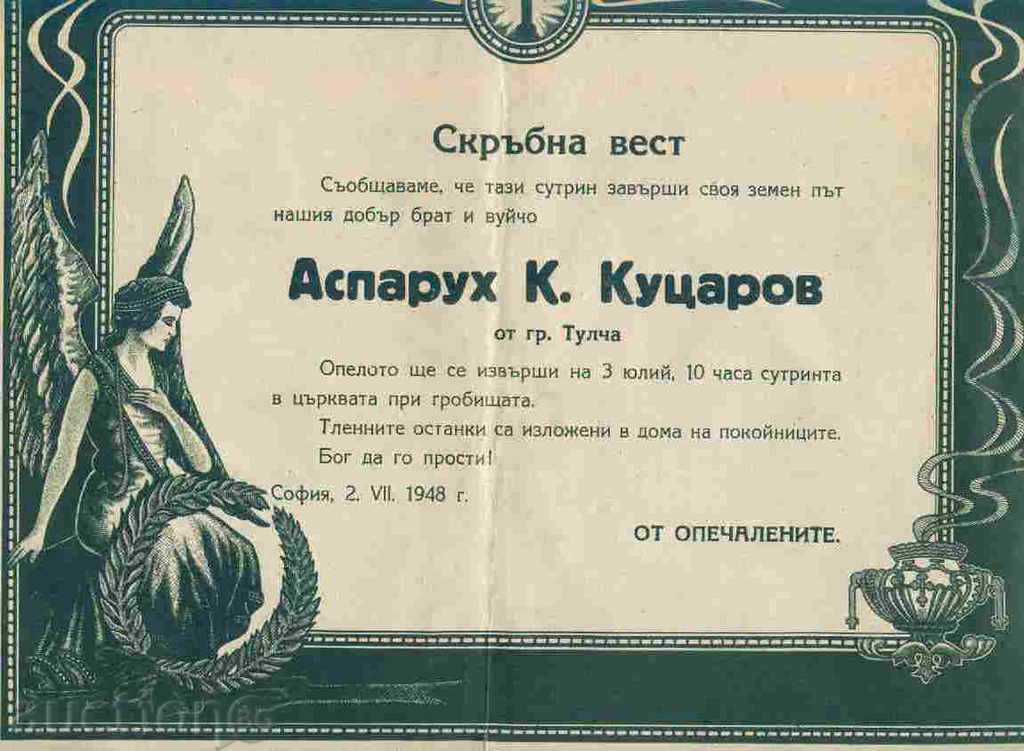 Скръбна вест
Съобщаваме, че тази сутрин завърши своя земен път
нашия добър брат и вуйчо
Аспарух К. Куцаров
от гр. Тулча
Опелото ще се извърши на 3 юлий, 10 часа сутринта
в църквата при гробищата.
Тленните останки са изложени в дома на покойниците.
Бог да го прости!
София, 2. VII. 1948 г.
ОТ ОПЕЧАЛЕНИТЕ.